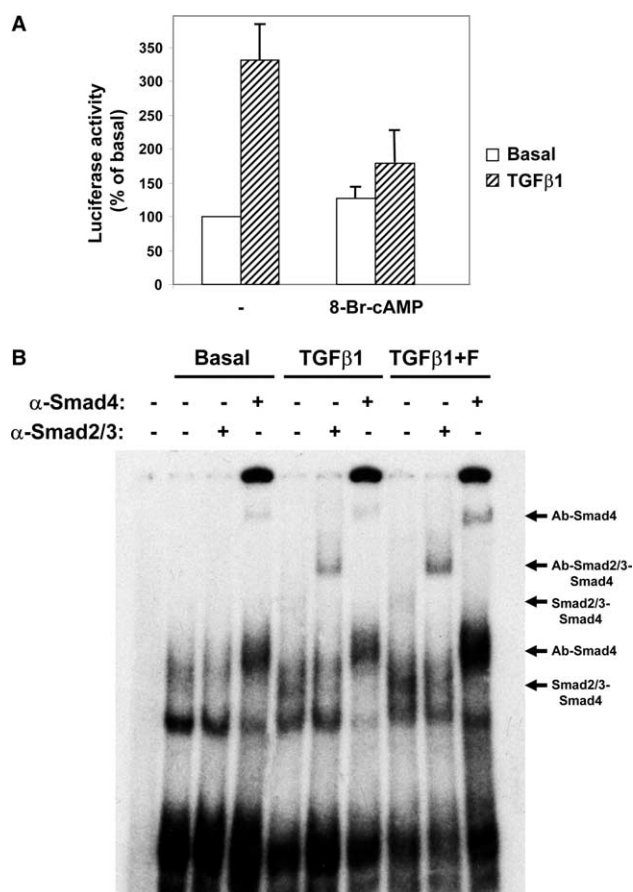 A
Luciferase activity
(% of basal)
350
300
250
200
150
100
50
0
-
8-Br-cAMP
Basal
TGFβ1
B
Basal TGFβ1 TGFβ1+F
α-Smad4: - - - + - - + - - +
α-Smad2/3: - - + - - + - - + -
Ab-Smad4
Ab-Smad2/3-
Smad4
Smad2/3-
Smad4
Ab-Smad4
Smad2/3-
Smad4